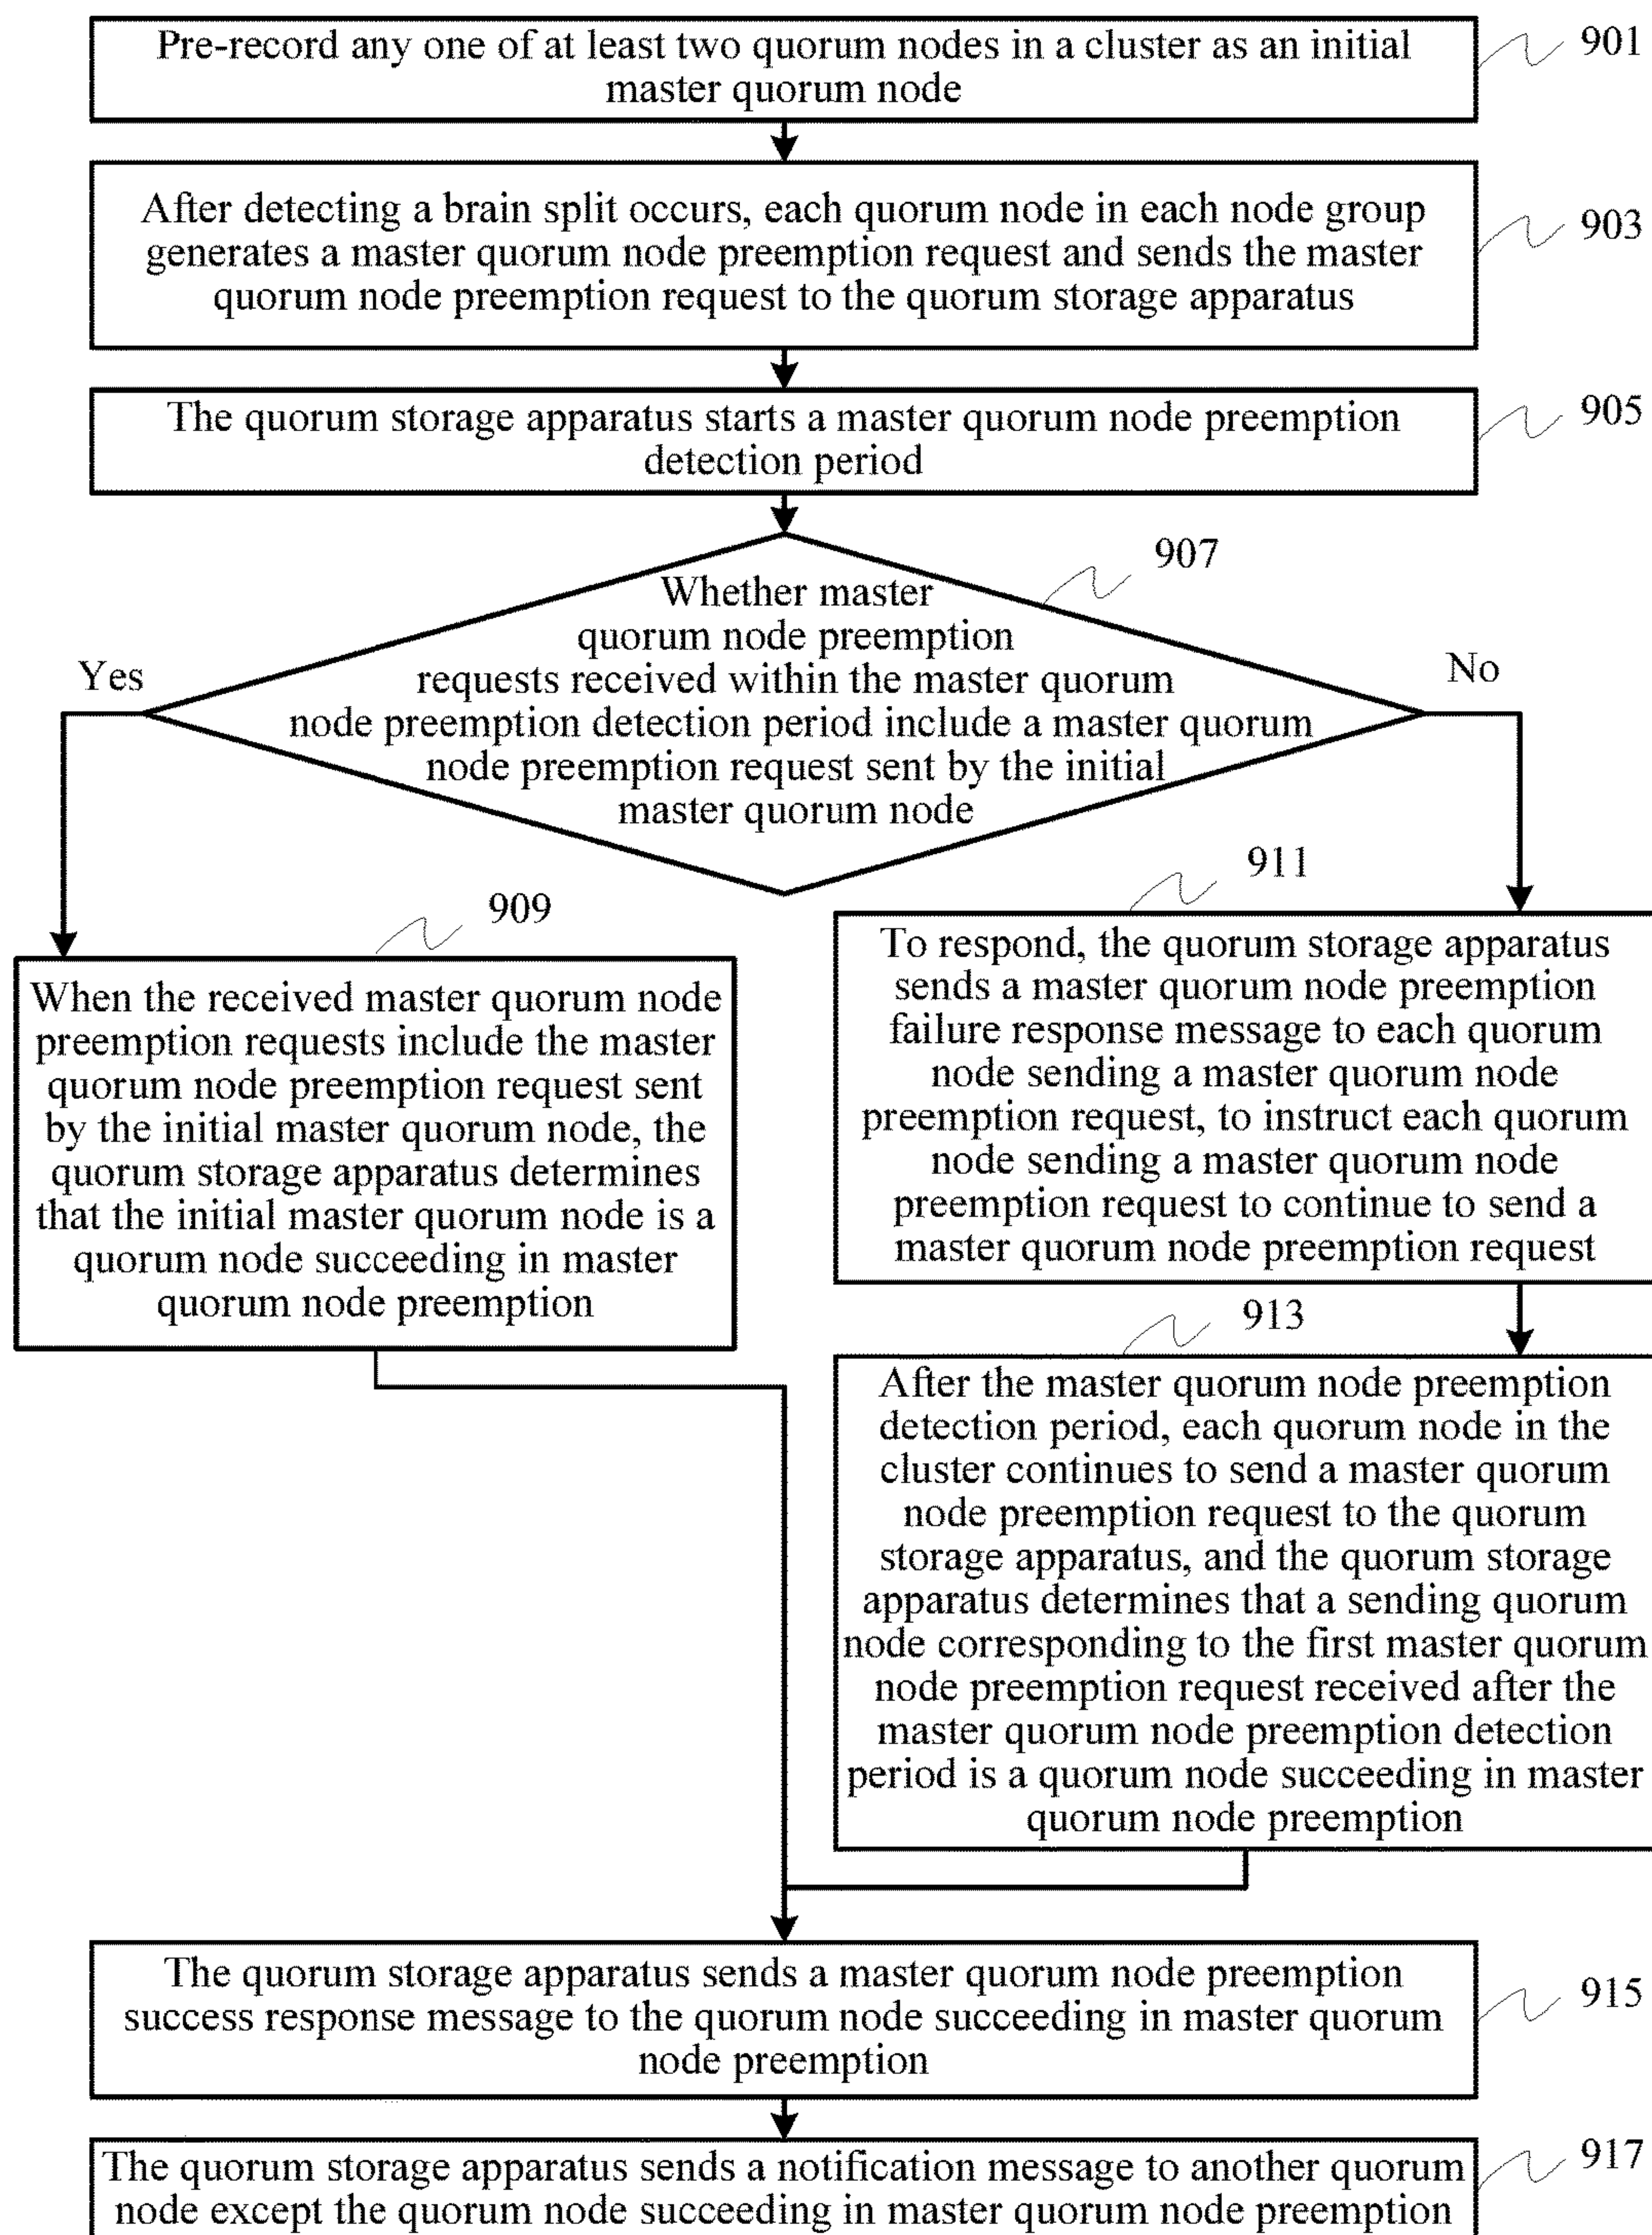 Pre-record any one of at least two quorum nodes in a cluster as an initial
master quorum node
901
After detecting a brain split occurs, each quorum node in each node group
generates a master quorum node preemption request and sends the master
quorum node preemption request to the quorum storage apparatus
903
The quorum storage apparatus starts a master quorum node preemption
detection period
905
907
Whether master
quorum node preemption
requests received within the master quorum
node preemption detection period include a master quorum
node preemption request sent by the initial
master quorum node
Yes
No
909
When the received master quorum node
preemption requests include the master
quorum node preemption request sent
by the initial master quorum node, the
quorum storage apparatus determines
that the initial master quorum node is a
quorum node succeeding in master
quorum node preemption
911
To respond, the quorum storage apparatus
sends a master quorum node preemption
failure response message to each quorum
node sending a master quorum node
preemption request, to instruct each quorum
node sending a master quorum node
preemption request to continue to send a
master quorum node preemption request
913
After the master quorum node preemption
detection period, each quorum node in the
cluster continues to send a master quorum
node preemption request to the quorum
storage apparatus, and the quorum storage
apparatus determines that a sending quorum
node corresponding to the first master quorum
node preemption request received after the
master quorum node preemption detection
period is a quorum node succeeding in master
quorum node preemption
The quorum storage apparatus sends a master quorum node preemption
success response message to the quorum node succeeding in master quorum
node preemption
915
The quorum storage apparatus sends a notification message to another quorum
node except the quorum node succeeding in master quorum node preemption
917